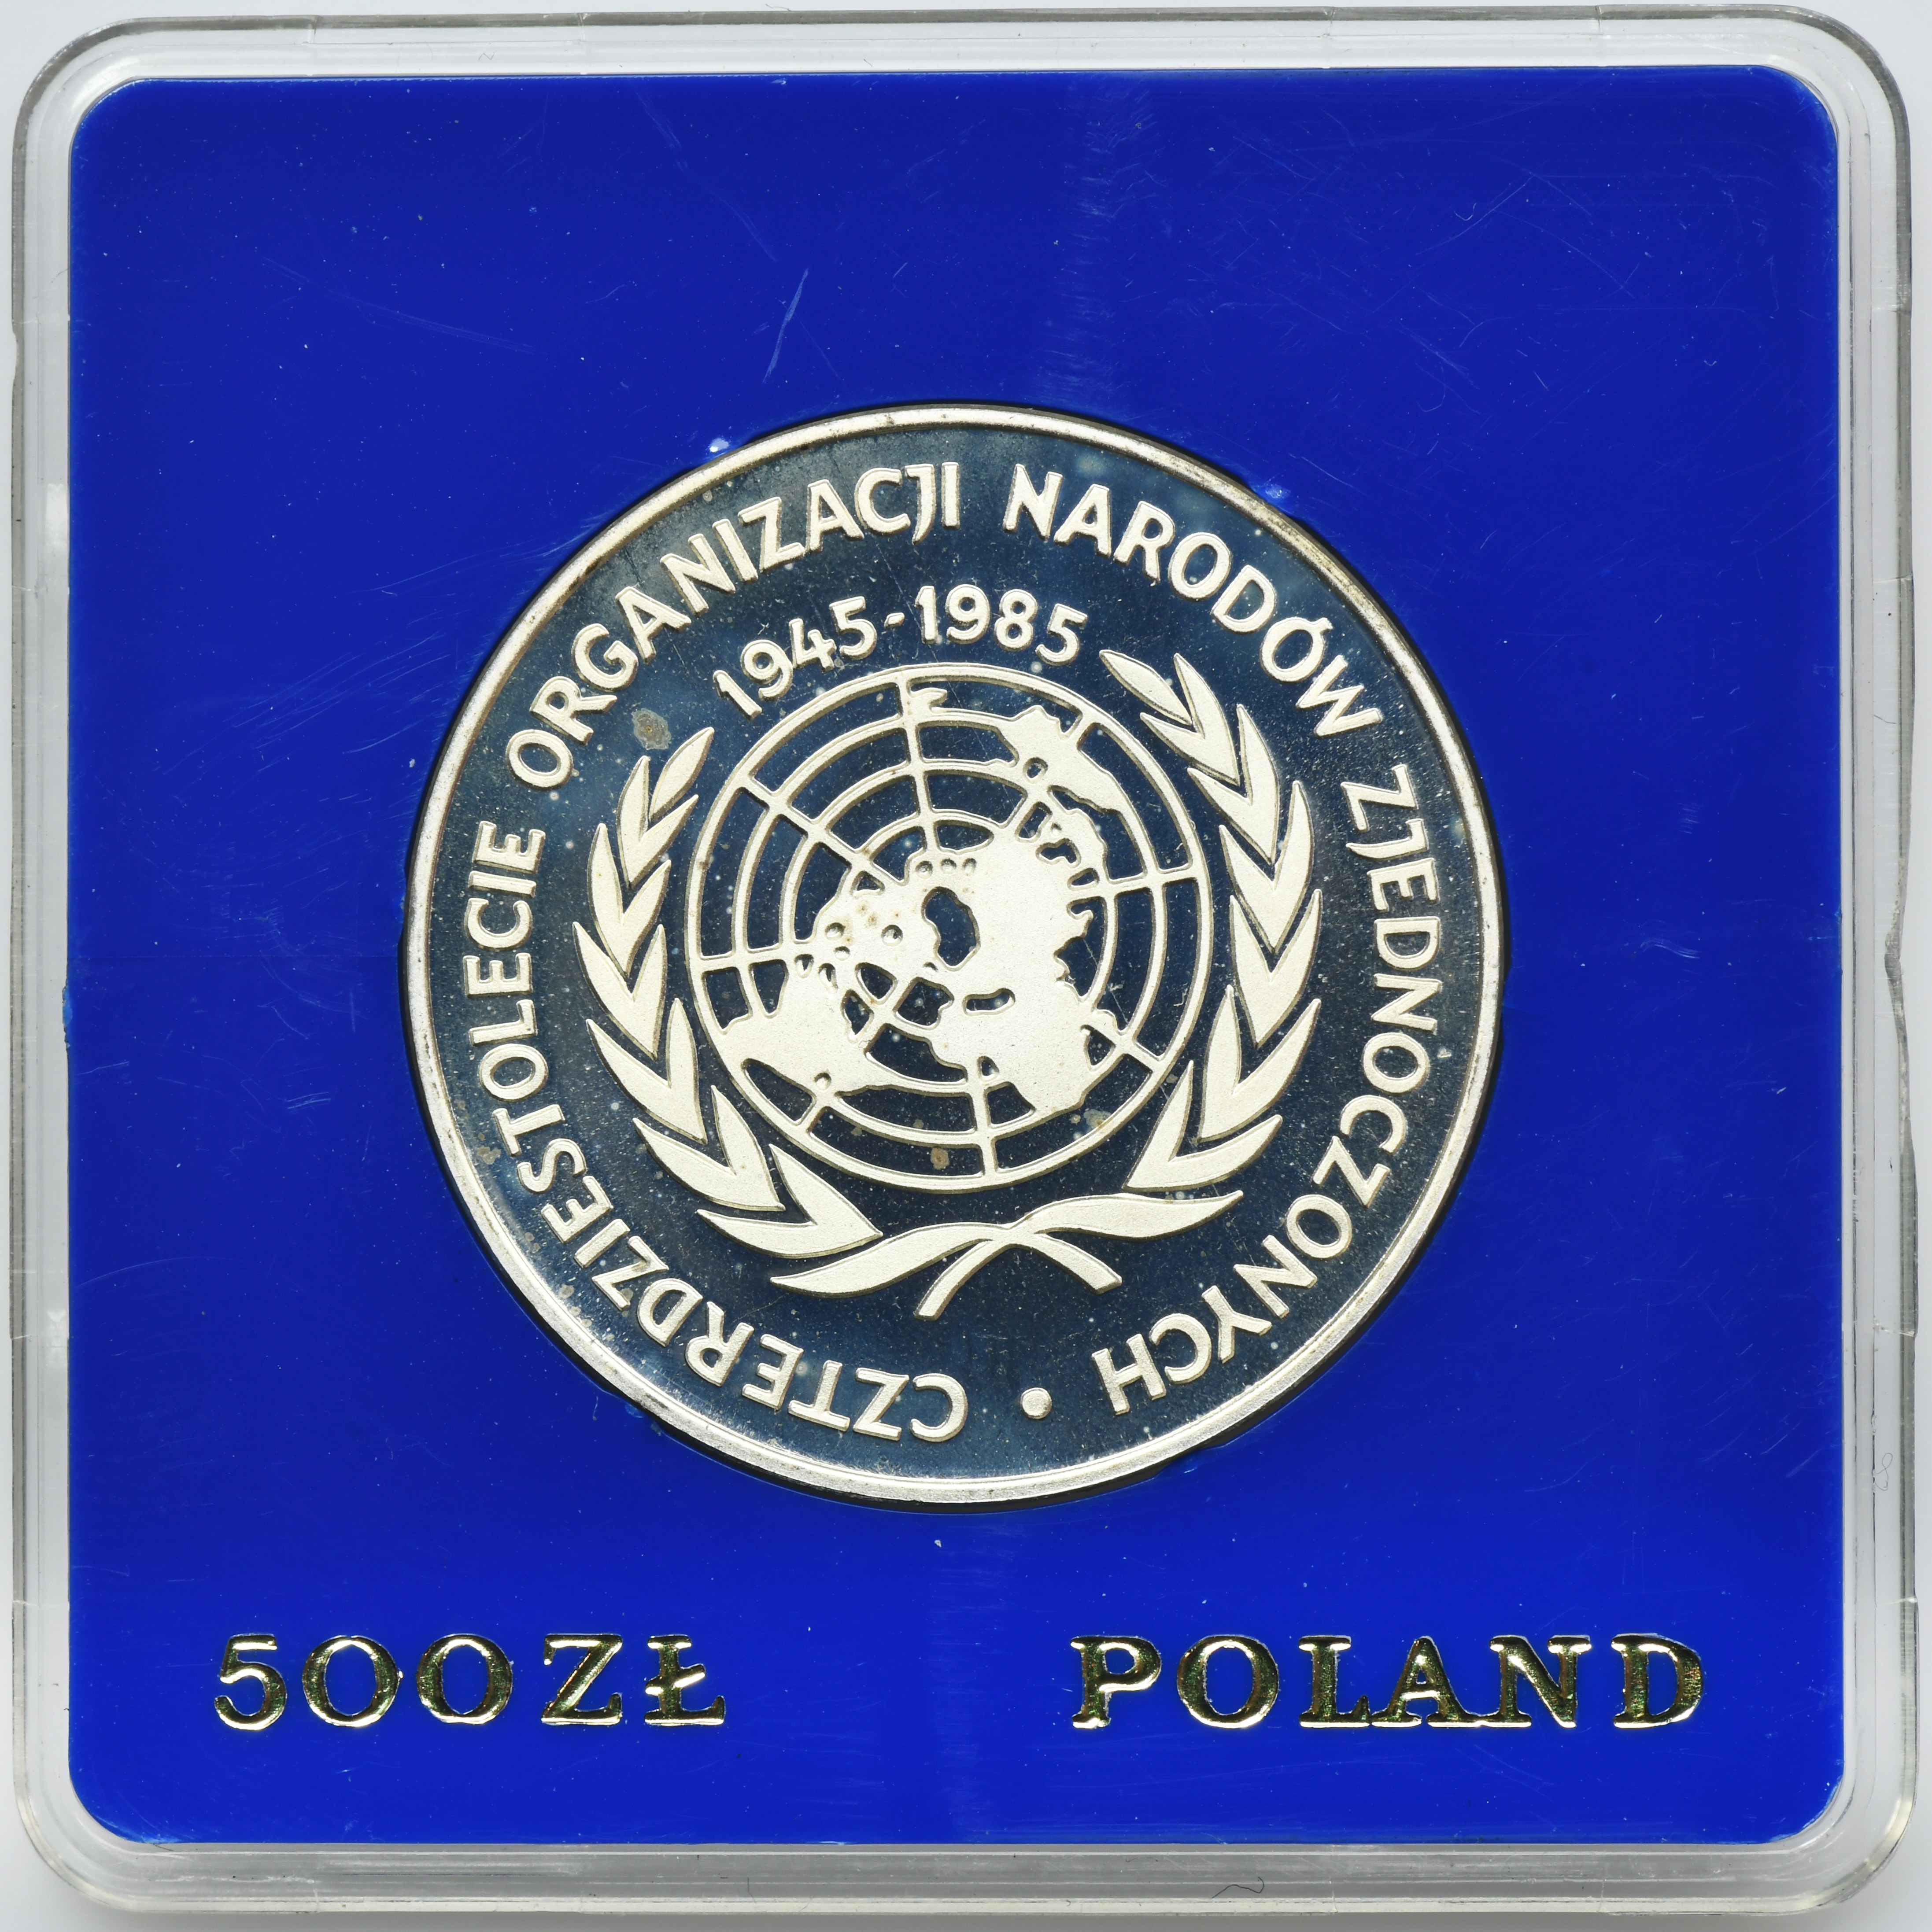 CZTERDZIESTOLECIE ORGANIZACJI NARODÓW ZJEDNOCZONYCH •
1945-1985
500 ZŁ POLAND